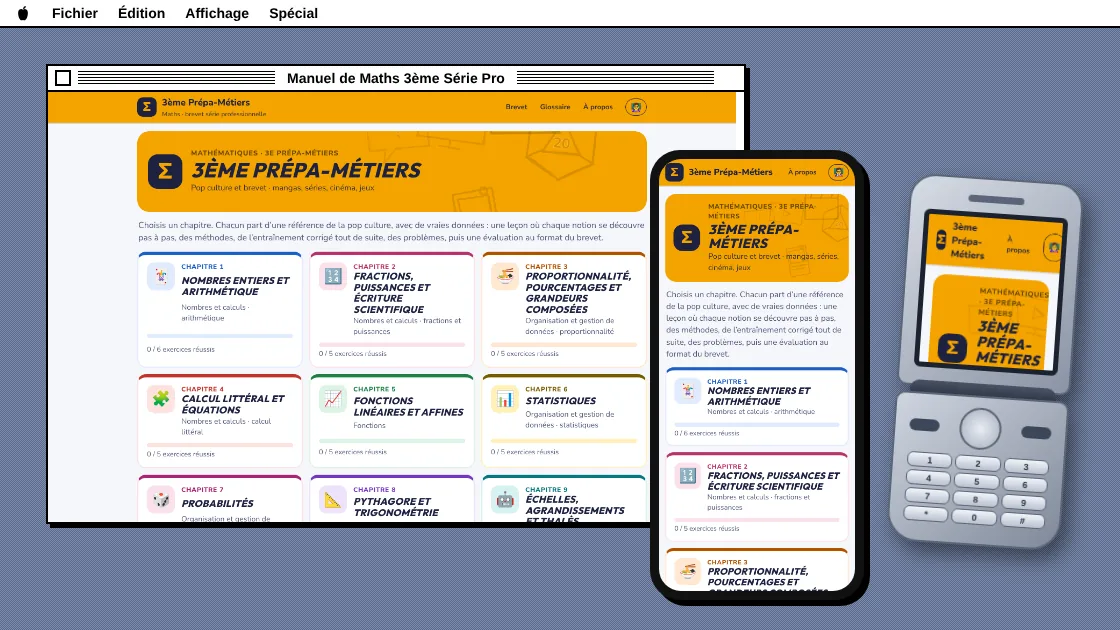 Fichier Édition Affichage Spécial
Manuel de Maths 3ème Série Pro
Σ 3ème Prépa-Métiers
Maths · brevet série professionnelle
Brevet Glossaire À propos
MATHÉMATIQUES · 3E PRÉPA-MÉTIERS
Σ 3ÈME PRÉPA-MÉTIERS
Pop culture et brevet · mangas, séries, cinéma, jeux
20
Choisis un chapitre. Chacun part d'une référence de la pop culture, avec de vraies données : une leçon où chaque notion se découvre
pas à pas, des méthodes, de l'entraînement corrigé tout de suite, des problèmes, puis une évaluation au format du brevet.
CHAPITRE 1
NOMBRES ENTIERS ET
ARITHMÉTIQUE
Nombres et calculs ·
arithmétique
0 / 6 exercices réussis
CHAPITRE 2
FRACTIONS,
PUISSANCES ET
ÉCRITURE
SCIENTIFIQUE
Nombres et calculs · fractions et
puissances
0 / 5 exercices réussis
CHAPITRE 3
PROPORTIONNALITÉ,
POURCENTAGES ET
GRANDEURS
COMPOSÉES
Organisation et gestion de
données · proportionnalité
0 / 5 exercices réussis
CHAPITRE 4
CALCUL LITTÉRAL ET
ÉQUATIONS
Nombres et calculs · calcul
littéral
0 / 5 exercices réussis
CHAPITRE 5
FONCTIONS
LINÉAIRES ET AFFINES
Fonctions
0 / 5 exercices réussis
CHAPITRE 6
STATISTIQUES
Organisation et gestion de
données · statistiques
0 / 5 exercices réussis
CHAPITRE 7
PROBABILITÉS
Organisation et gestion de
CHAPITRE 8
PYTHAGORE ET
TRIGONOMÉTRIE
CHAPITRE 9
ÉCHELLES,
AGRANDISSEMENTS
ET THALÈS
Σ 3ème Prépa-Métiers À propos
MATHÉMATIQUES · 3E PRÉPA-
MÉTIERS
Σ 3ÈME PRÉPA-
MÉTIERS
Pop culture et brevet · mangas, séries,
cinéma, jeux
Choisis un chapitre. Chacun part d'une référence
de la pop culture, avec de vraies données : une
leçon où chaque notion se découvre pas à pas,
des méthodes, de l'entraînement corrigé tout de
suite, des problèmes, puis une évaluation au
format du brevet.
CHAPITRE 1
NOMBRES ENTIERS ET
ARITHMÉTIQUE
Nombres et calculs · arithmétique
0 / 6 exercices réussis
CHAPITRE 2
FRACTIONS, PUISSANCES ET
ÉCRITURE SCIENTIFIQUE
Nombres et calculs · fractions et
puissances
0 / 5 exercices réussis
CHAPITRE 3
PROPORTIONNALITÉ,
POURCENTAGES ET
GRANDEURS COMPOSÉES
Σ 3ème
Prépa-
Métiers
À
propos
MATHÉMATIQUES
· 3E PRÉPA-
MÉTIERS
Σ 3ÈME
PRÉPA-
MÉTIERS
1 2 3
4 5 6
7 8 9
* 0 #